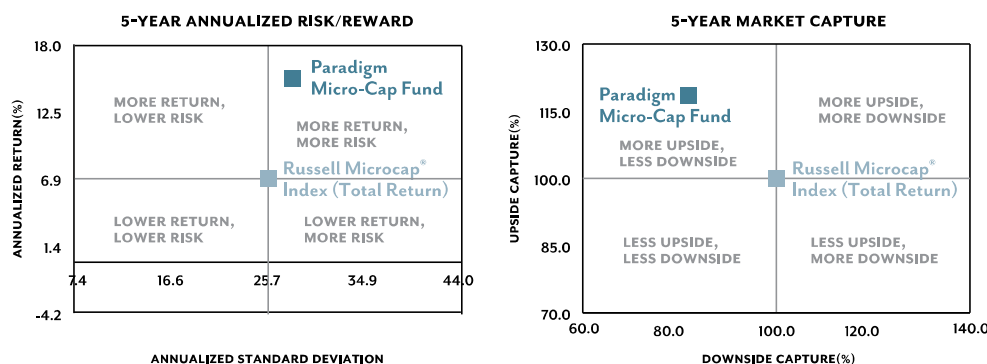 5-YEAR ANNUALIZED RISK/REWARD
ANNUALIZED RETURN(%)
18.0
12.5
6.9
1.4
-4.2
Paradigm
Micro-Cap Fund
MORE RETURN,
LOWER RISK
MORE RETURN,
MORE RISK
Russell Microcap®
Index (Total Return)
LOWER RETURN,
LOWER RISK
LOWER RETURN,
MORE RISK
7.4
16.6
25.7
34.9
44.0
ANNUALIZED STANDARD DEVIATION
5-YEAR MARKET CAPTURE
UPSIDE CAPTURE(%)
130.0
115.0
100.0
85.0
70.0
Paradigm
Micro-Cap Fund
MORE UPSIDE,
LESS DOWNSIDE
MORE UPSIDE,
MORE DOWNSIDE
Russell Microcap®
Index (Total Return)
LESS UPSIDE,
LESS DOWNSIDE
LESS UPSIDE,
MORE DOWNSIDE
60.0
80.0
100.0
120.0
140.0
DOWNSIDE CAPTURE(%)